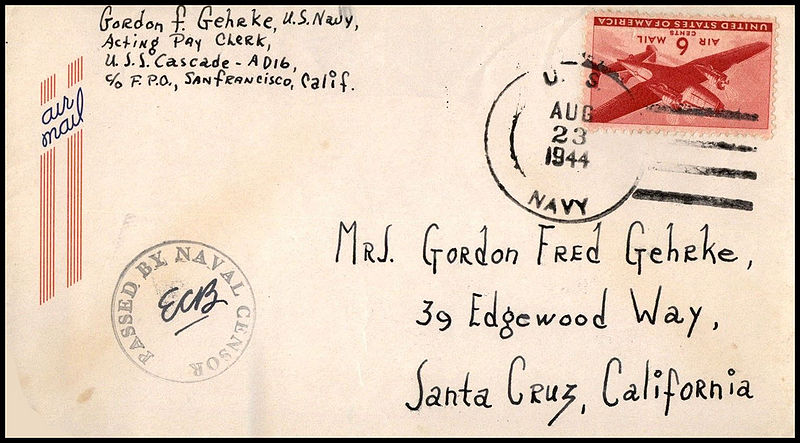 Gordon F. Gehrke, U.S. Navy,
Acting Pay Clerk,
U.S.S. Cascade - AD16,
c/o F.P.O., San Francisco, Calif.
air
mail
UNITED STATES OF AMERICA
6 CENTS
AIR MAIL
U. S.
AUG
23
1944
NAVY
PASSED BY NAVAL CENSOR
ECB
Mrs. Gordon Fred Gehrke,
39 Edgewood Way,
Santa Cruz, California